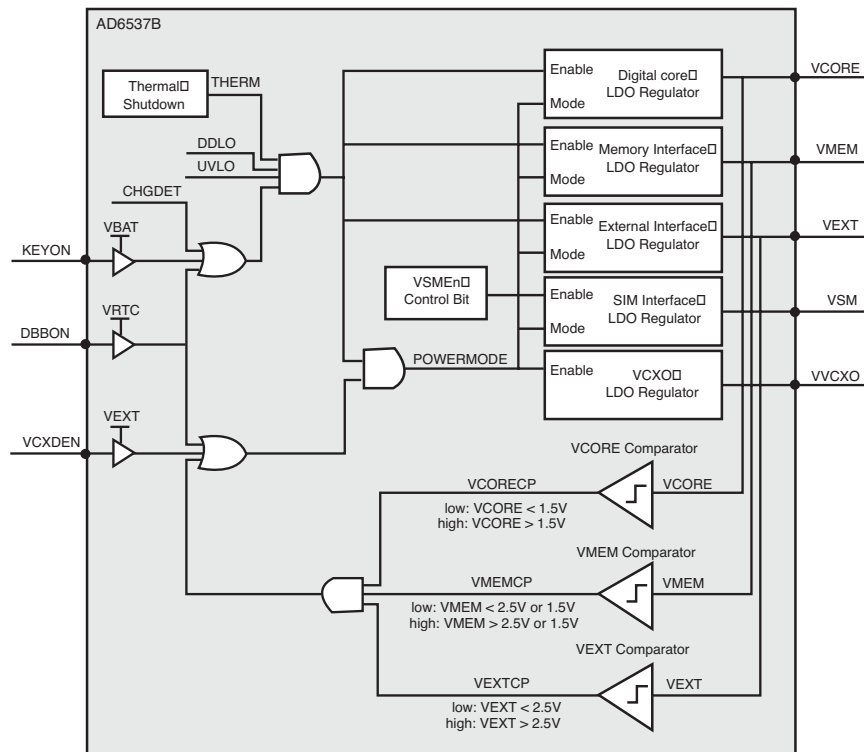 AD6537B
Thermal
Shutdown
THERM
DDLO
UVLO
CHGDET
VBAT
KEYON
VRTC
DBBON
VEXT
VCXDEN
Enable
Mode
Digital core
LDO Regulator
VCORE
Enable
Mode
Memory Interface
LDO Regulator
VMEM
Enable
Mode
External Interface
LDO Regulator
VEXT
VSMEn
Control Bit
Enable
Mode
SIM Interface
LDO Regulator
VSM
POWERMODE
Enable
VCXO
LDO Regulator
VVCXO
VCORE Comparator
VCORECP
VCORE
low: VCORE < 1.5V
high: VCORE > 1.5V
VMEM Comparator
VMEMCP
VMEM
low: VMEM < 2.5V or 1.5V
high: VMEM > 2.5V or 1.5V
VEXT Comparator
VEXTCP
VEXT
low: VEXT < 2.5V
high: VEXT > 2.5V